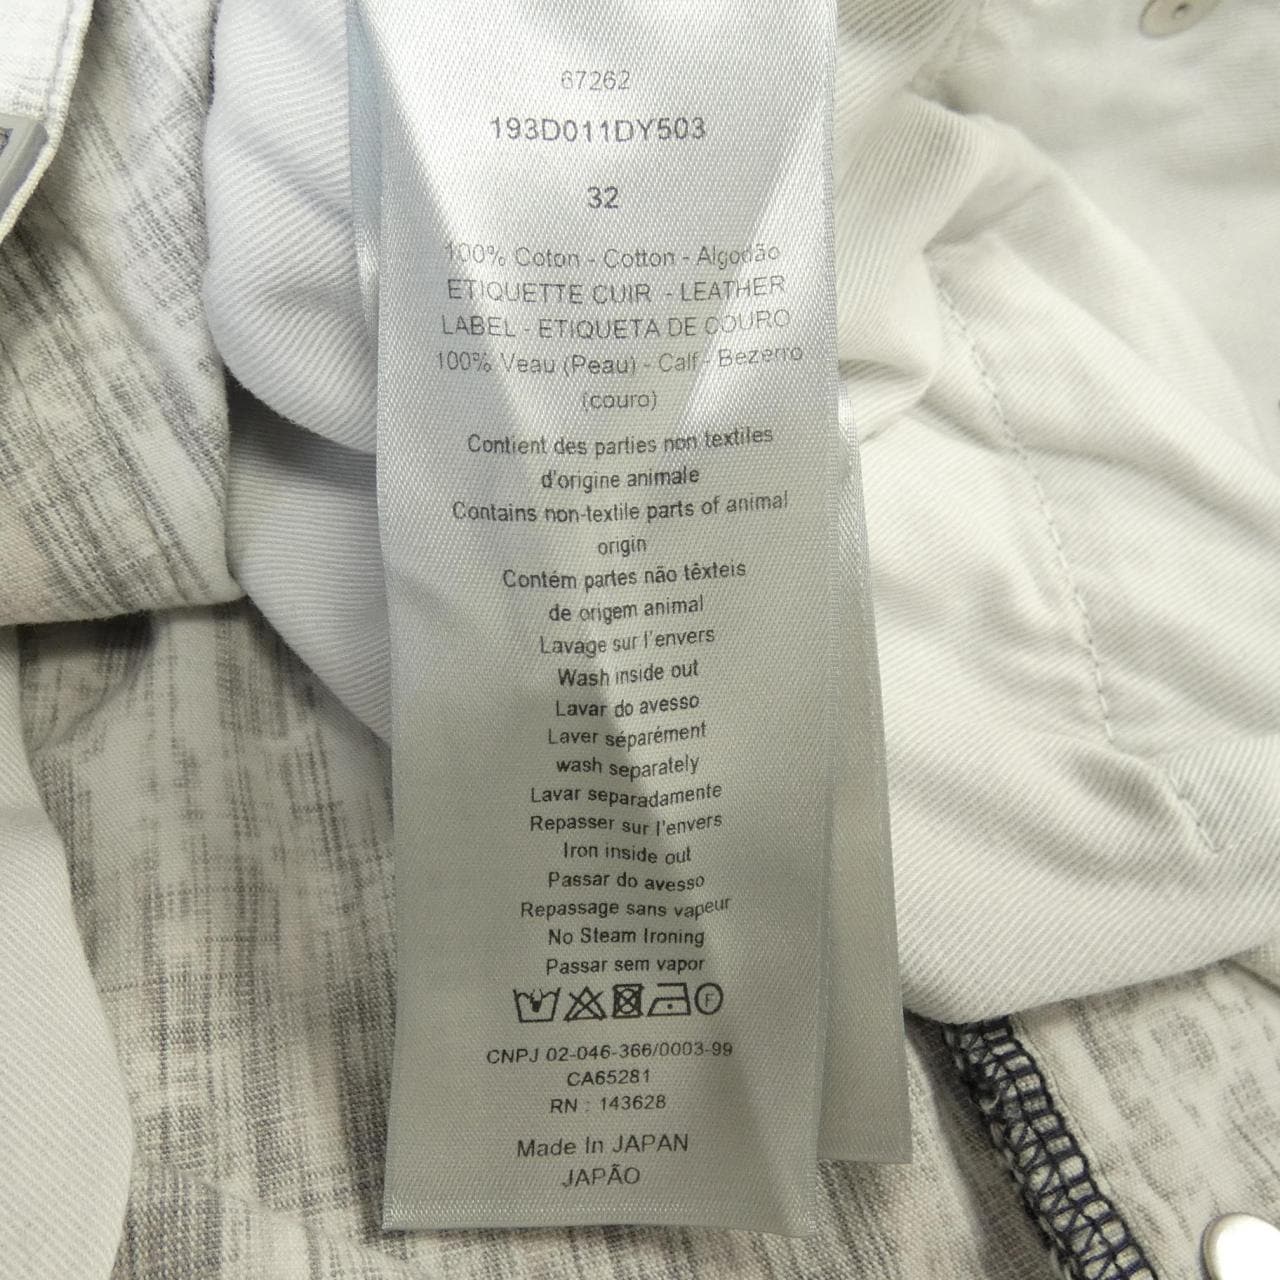 67262
193D011DY503
32
100% Coton - Cotton - Algodão
ETIQUETTE CUIR - LEATHER
LABEL - ETIQUETA DE COURO
100% Veau (Peau) - Calf - Bezerro
(couro)
Contient des parties non textiles
d'origine animale
Contains non-textile parts of animal
origin
Contém partes não têxteis
de origem animal
Lavage sur l'envers
Wash inside out
Lavar do avesso
Laver séparément
wash separately
Lavar separadamente
Repasser sur l'envers
Iron inside out
Passar do avesso
Repassage sans vapeur
No Steam Ironing
Passar sem vapor
F
CNPJ 02-046-366/0003-99
CA65281
RN : 143628
Made In JAPAN
JAPÃO